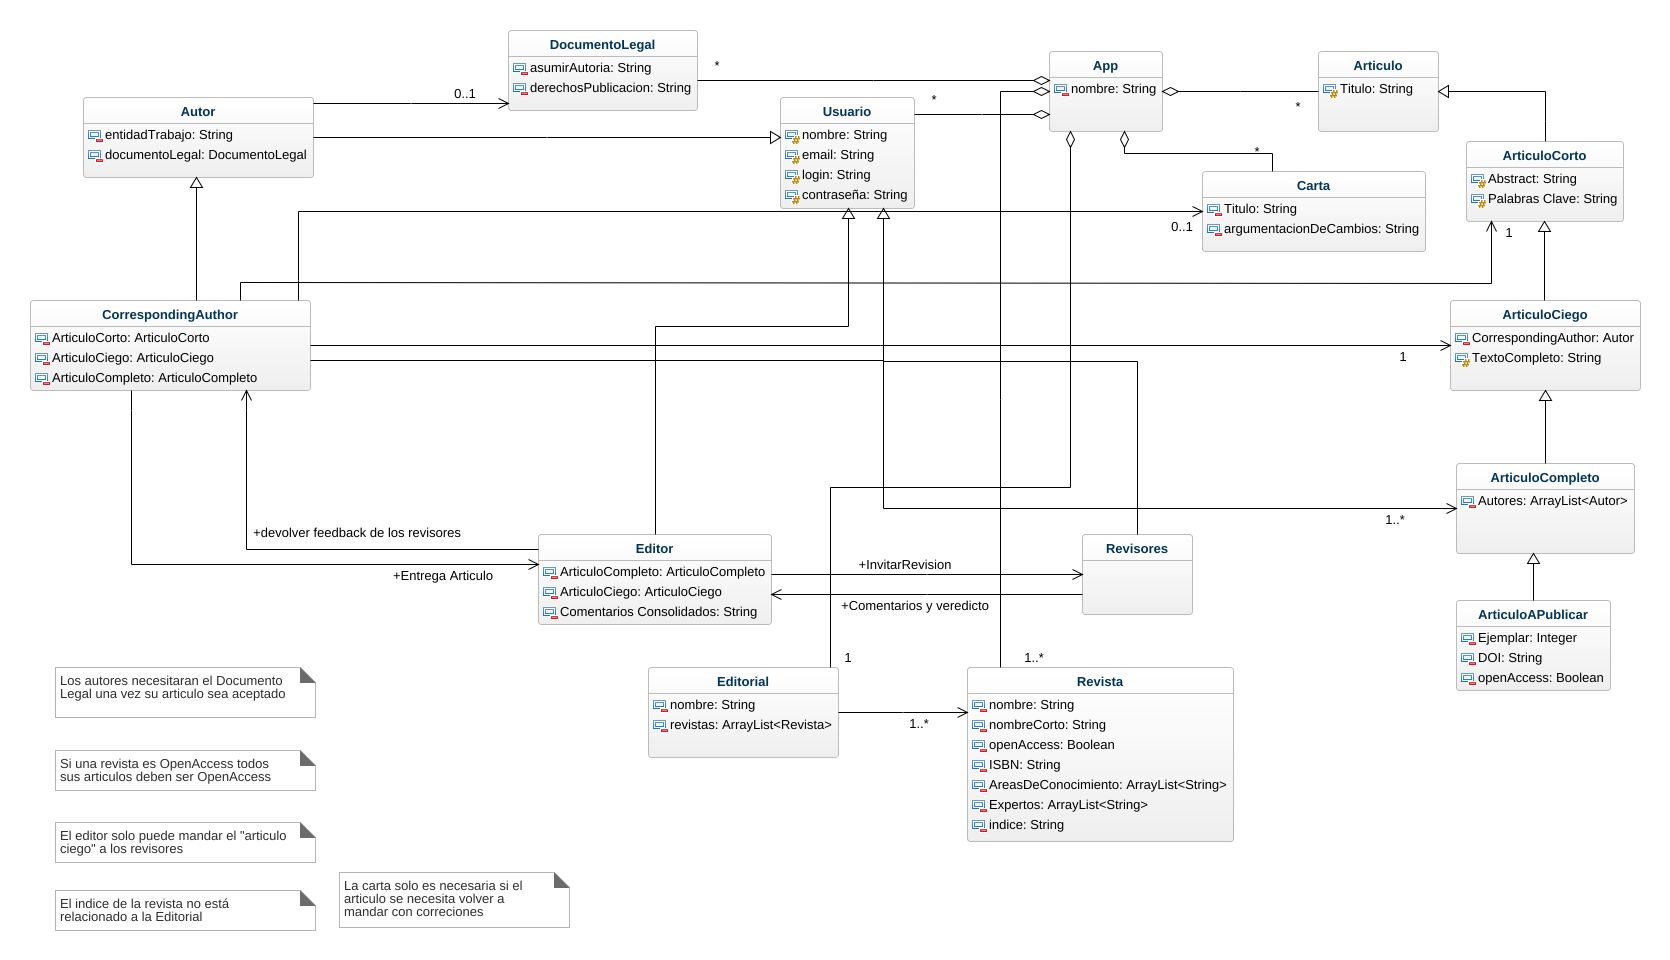 DocumentoLegal
asumirAutoria: String
derechosPublicacion: String
*
App
nombre: String
Articulo
Titulo: String
*
0..1
Autor
entidadTrabajo: String
documentoLegal: DocumentoLegal
*
Usuario
nombre: String
email: String
login: String
contraseña: String
*
Carta
Titulo: String
argumentacionDeCambios: String
0..1
ArticuloCorto
Abstract: String
Palabras Clave: String
1
CorrespondingAuthor
ArticuloCorto: ArticuloCorto
ArticuloCiego: ArticuloCiego
ArticuloCompleto: ArticuloCompleto
ArticuloCiego
CorrespondingAuthor: Autor
TextoCompleto: String
1
ArticuloCompleto
Autores: ArrayList<Autor>
1..*
+devolver feedback de los revisores
+Entrega Articulo
Editor
ArticuloCompleto: ArticuloCompleto
ArticuloCiego: ArticuloCiego
Comentarios Consolidados: String
+InvitarRevision
+Comentarios y veredicto
Revisores
ArticuloAPublicar
Ejemplar: Integer
DOI: String
openAccess: Boolean
1
1..*
Editorial
nombre: String
revistas: ArrayList<Revista>
1..*
Revista
nombre: String
nombreCorto: String
openAccess: Boolean
ISBN: String
AreasDeConocimiento: ArrayList<String>
Expertos: ArrayList<String>
indice: String
Los autores necesitaran el Documento
Legal una vez su articulo sea aceptado
Si una revista es OpenAccess todos
sus articulos deben ser OpenAccess
El editor solo puede mandar el "articulo
ciego" a los revisores
El indice de la revista no está
relacionado a la Editorial
La carta solo es necesaria si el
articulo se necesita volver a
mandar con correciones